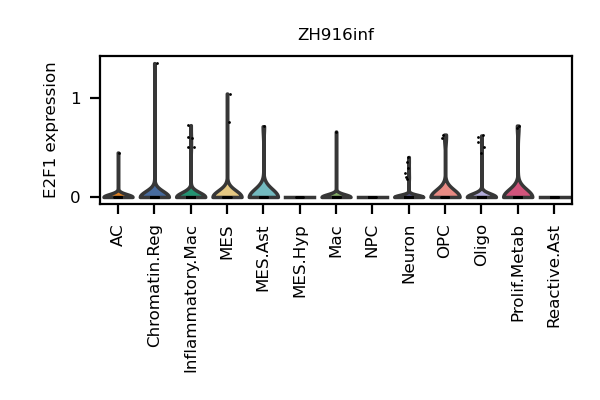 ZH916inf
E2F1 expression
1
0
AC
Chromatin.Reg
Inflammatory.Mac
MES
MES.Ast
MES.Hyp
Mac
NPC
Neuron
OPC
Oligo
Prolif.Metab
Reactive.Ast